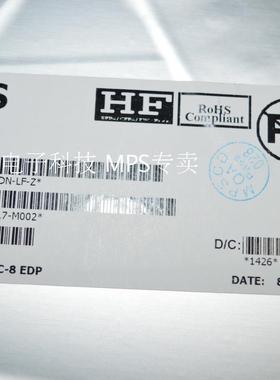 S
HF
RoHS
Compliant
电子科技 MPS专卖
DN-LF-Z*
7-M002*
D/C:
*1426*
C-8 EDP
DATE: 8